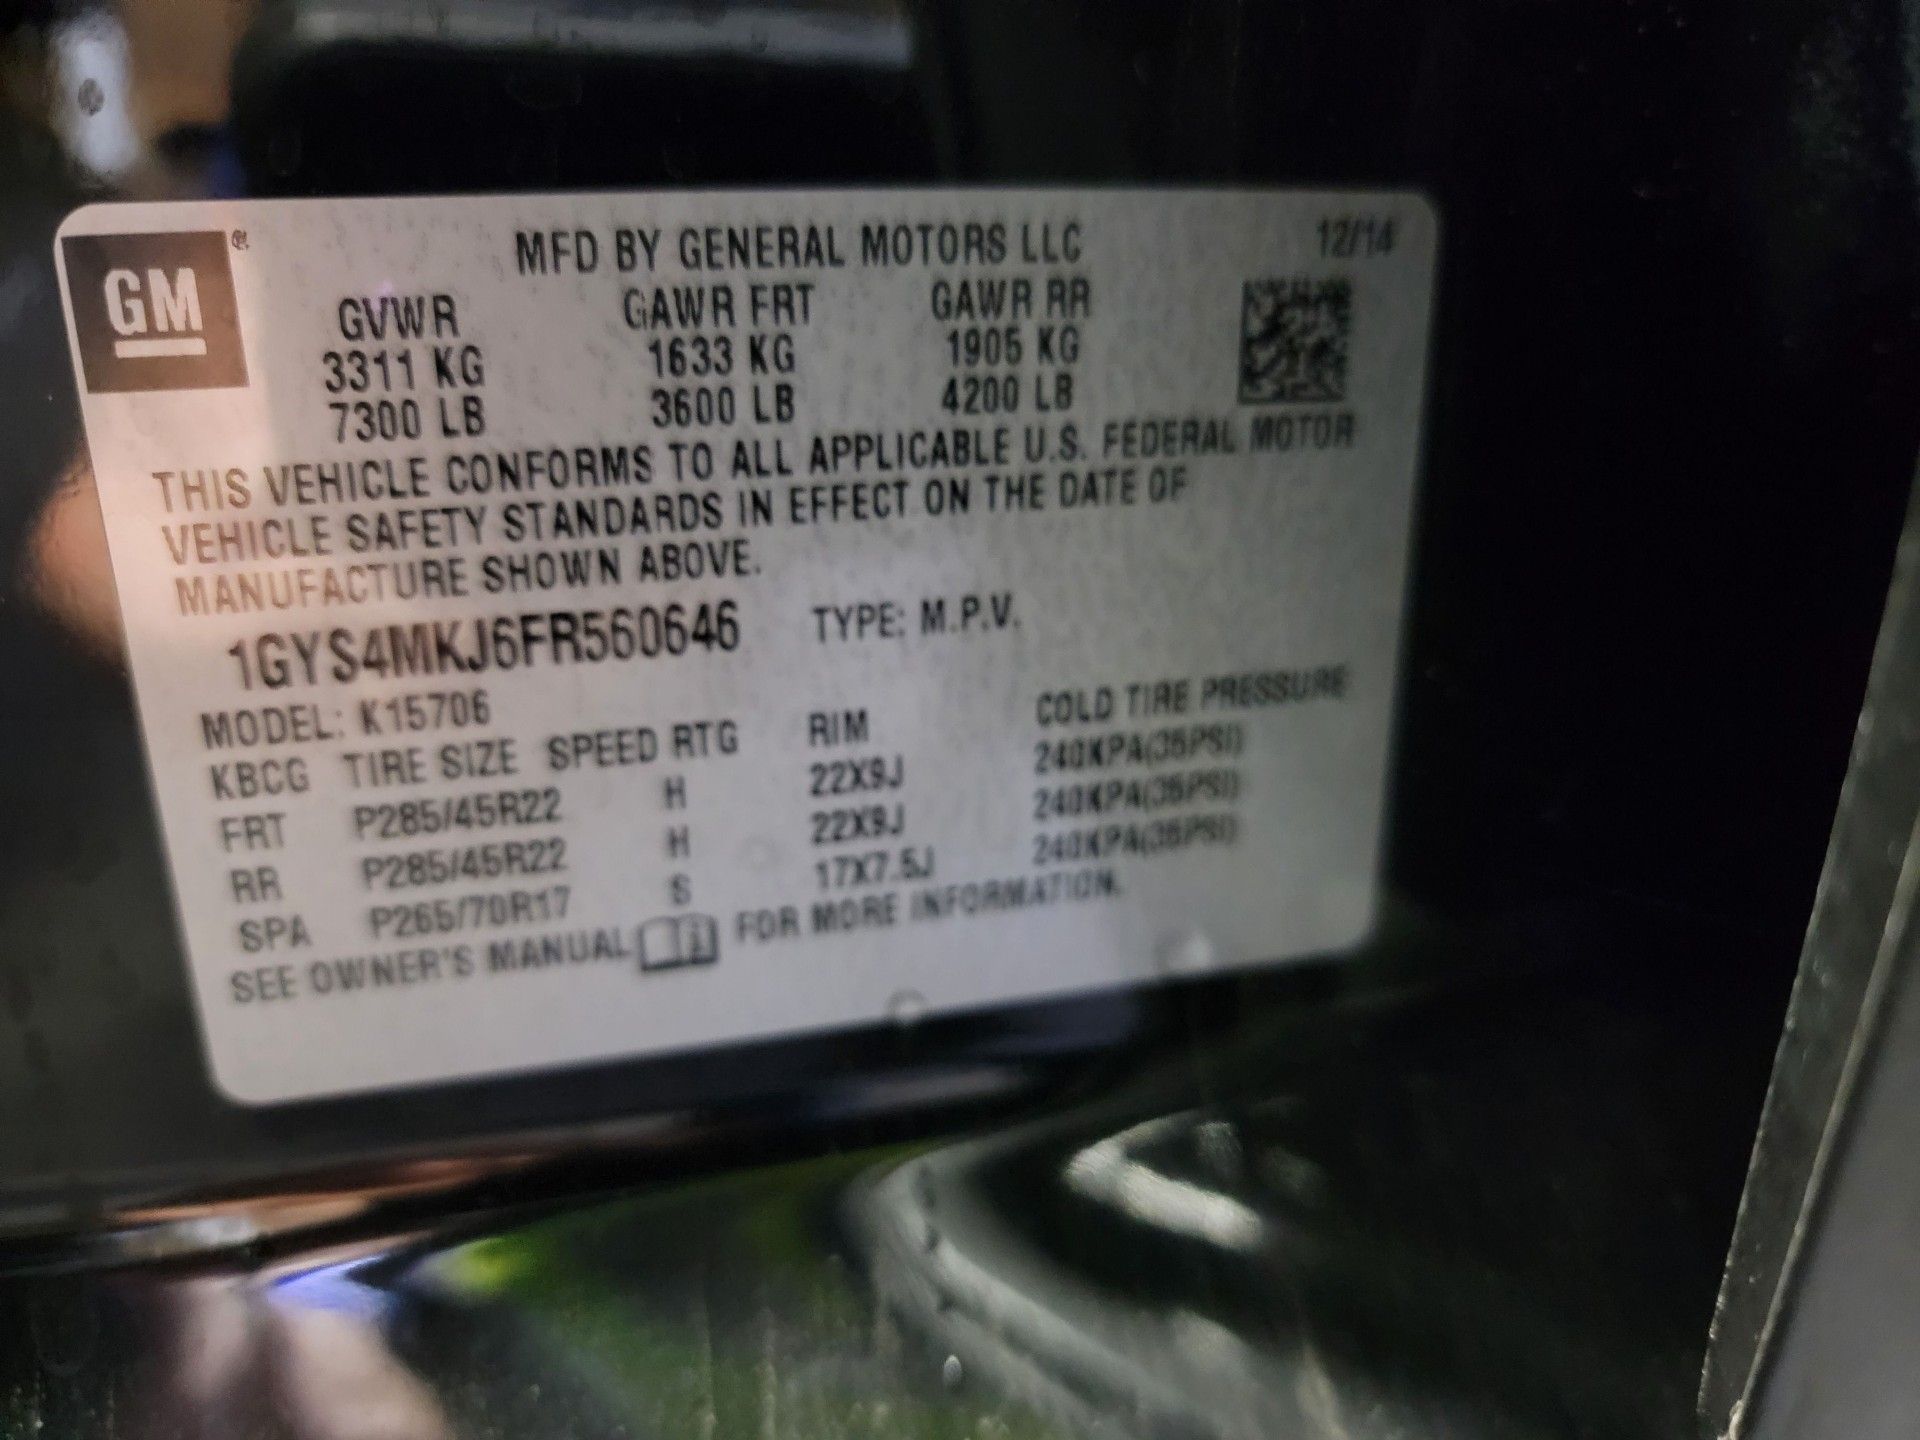 GM
MFD BY GENERAL MOTORS LLC 12/14
GVWR GAWR FRT GAWR RR
3311 KG 1633 KG 1905 KG
7300 LB 3600 LB 4200 LB
THIS VEHICLE CONFORMS TO ALL APPLICABLE U.S. FEDERAL MOTOR
VEHICLE SAFETY STANDARDS IN EFFECT ON THE DATE OF
MANUFACTURE SHOWN ABOVE.
1GYS4MKJ6FR560646 TYPE: M.P.V.
MODEL: K15706
KBCG TIRE SIZE SPEED RTG RIM COLD TIRE PRESSURE
FRT P285/45R22 H 22X9J 240KPA(35PSI)
RR P285/45R22 H 22X9J 240KPA(35PSI)
SPA P265/70R17 S 17X7.5J 240KPA(35PSI)
SEE OWNER'S MANUAL FOR MORE INFORMATION.